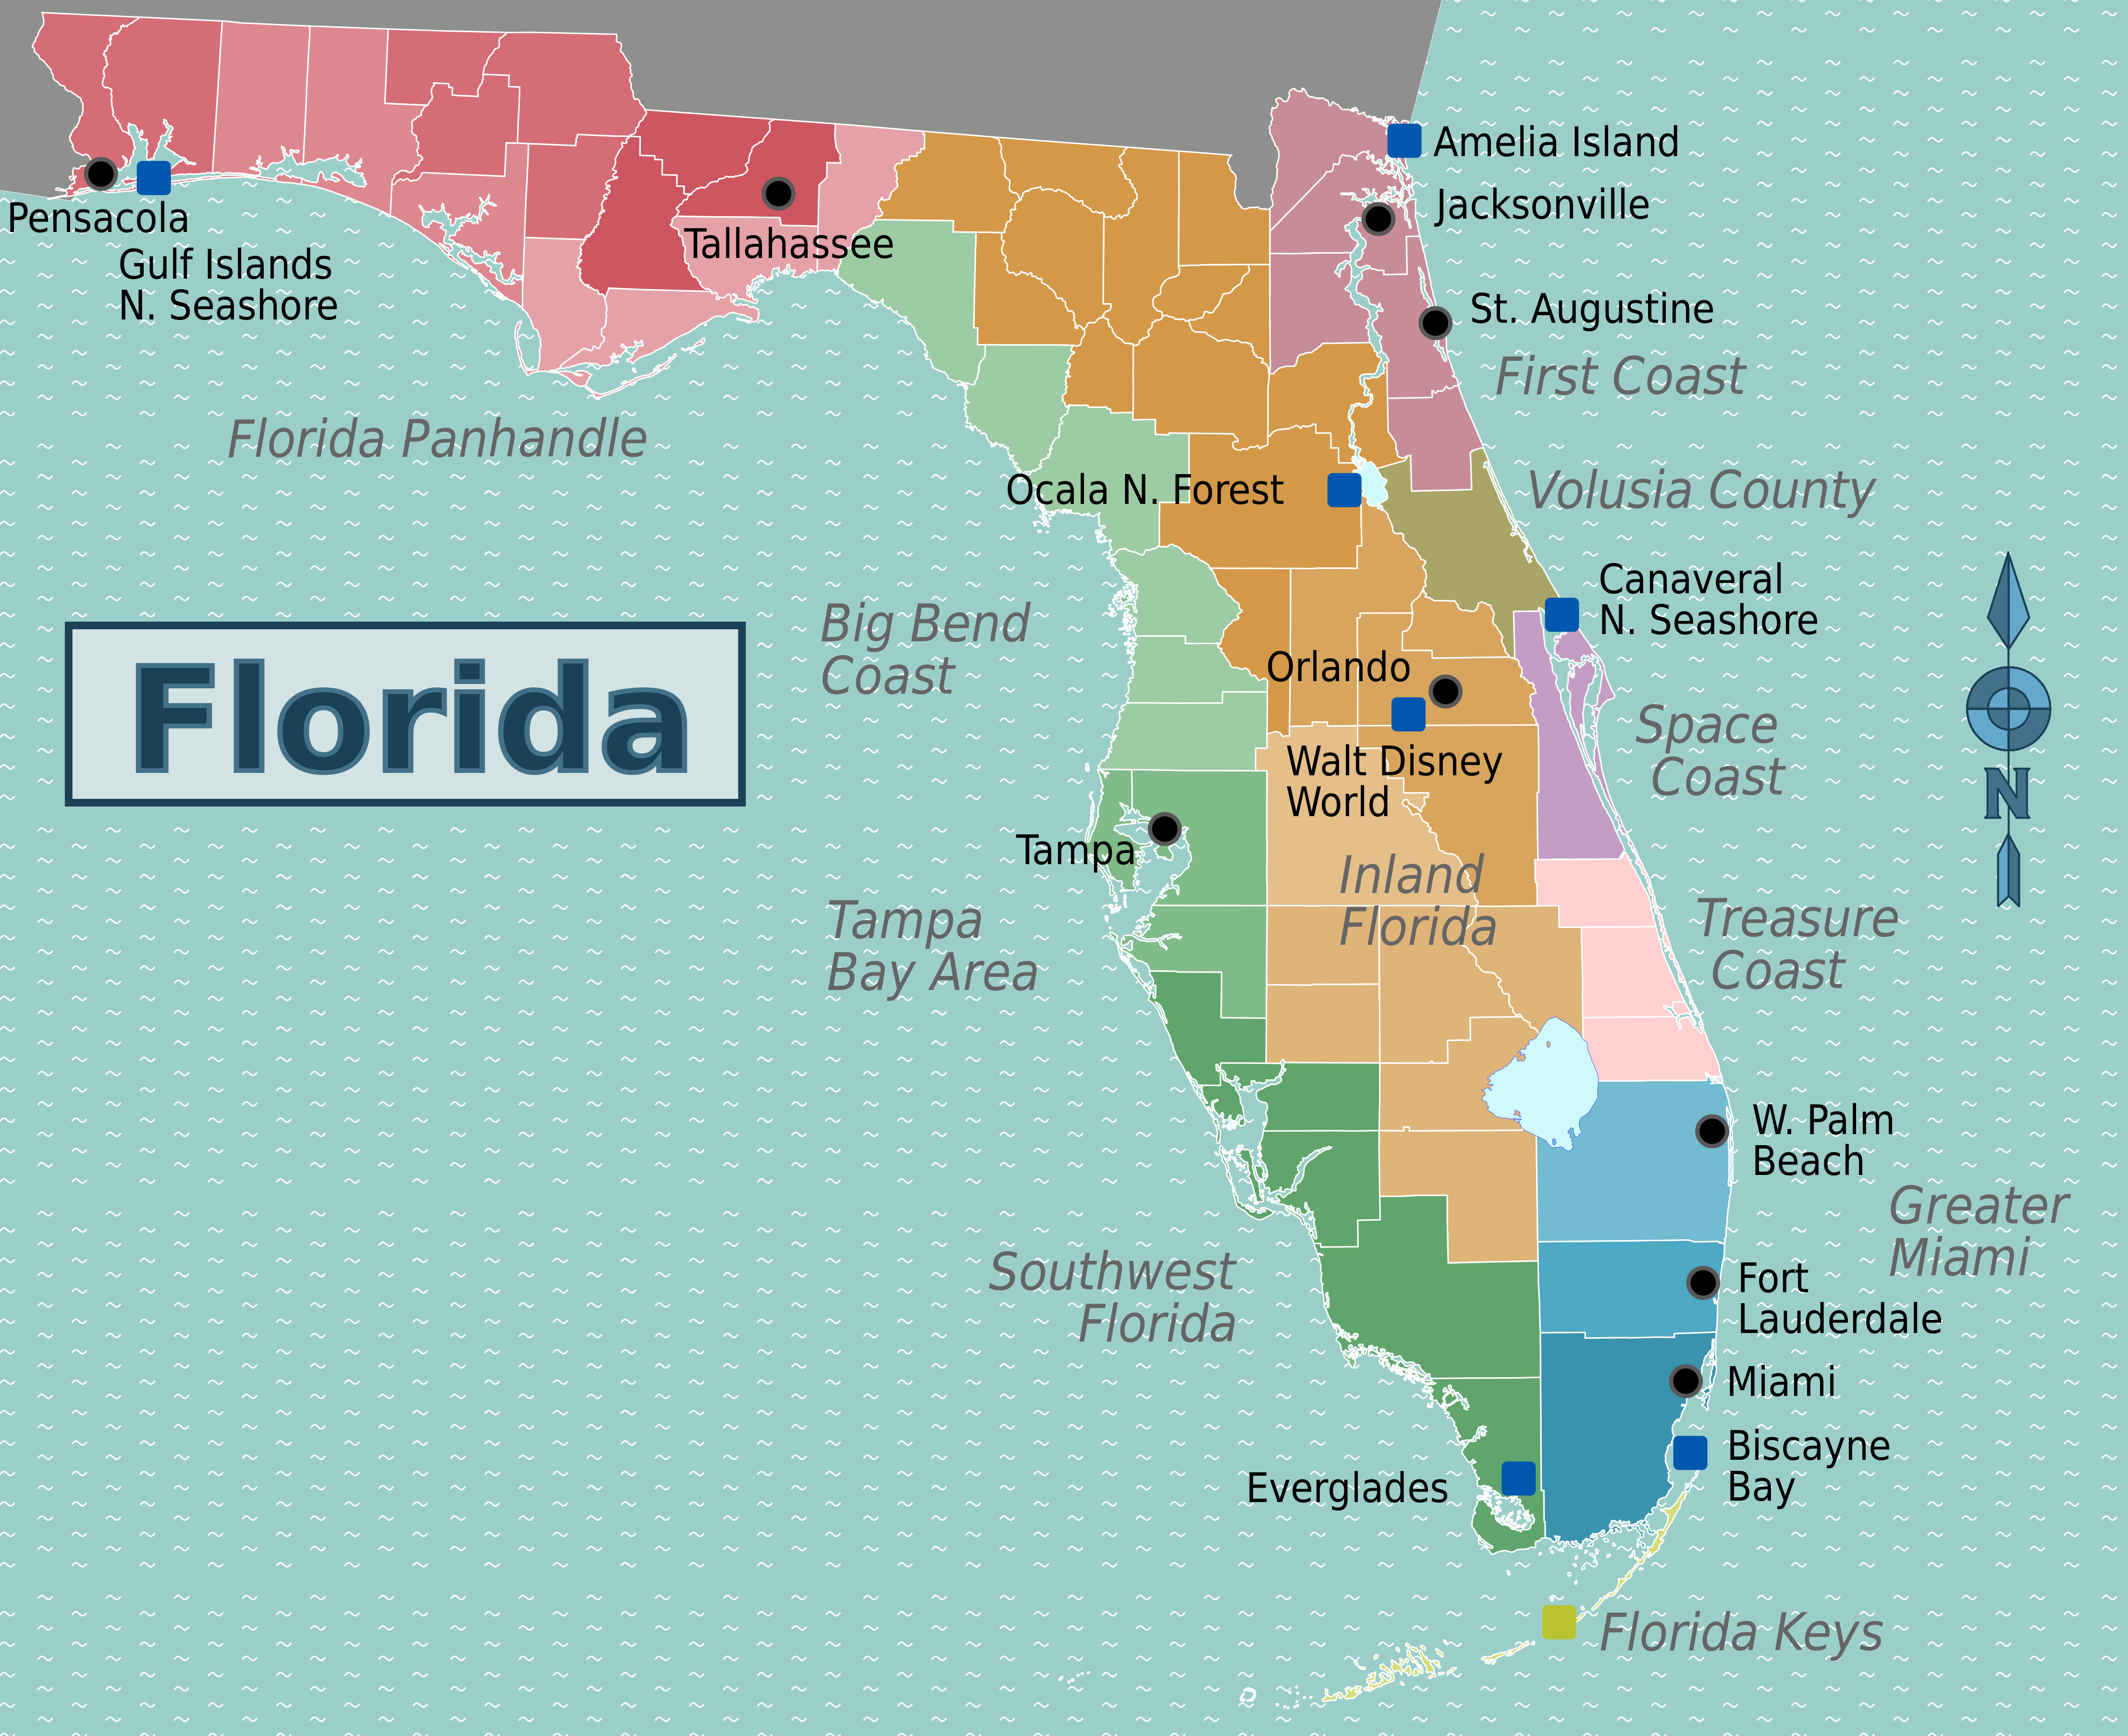 Amelia Island
Jacksonville
Pensacola
Gulf Islands
N. Seashore
Tallahassee
St. Augustine
First Coast
Florida Panhandle
Ocala N. Forest
Volusia County
Canaveral
N. Seashore
Big Bend
Coast
Florida
Orlando
Walt Disney
World
Space
Coast
N
Tampa
Inland
Florida
Tampa
Bay Area
Treasure
Coast
W. Palm
Beach
Greater
Miami
Southwest
Florida
Fort
Lauderdale
Miami
Biscayne
Bay
Everglades
Florida Keys